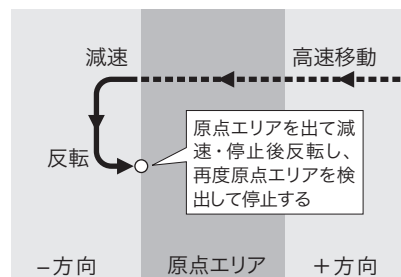 減速
高速移動
原点エリアを出て減
速・停止後反転し、
再度原点エリアを検
出して停止する
反転
−方向
原点エリア
＋方向